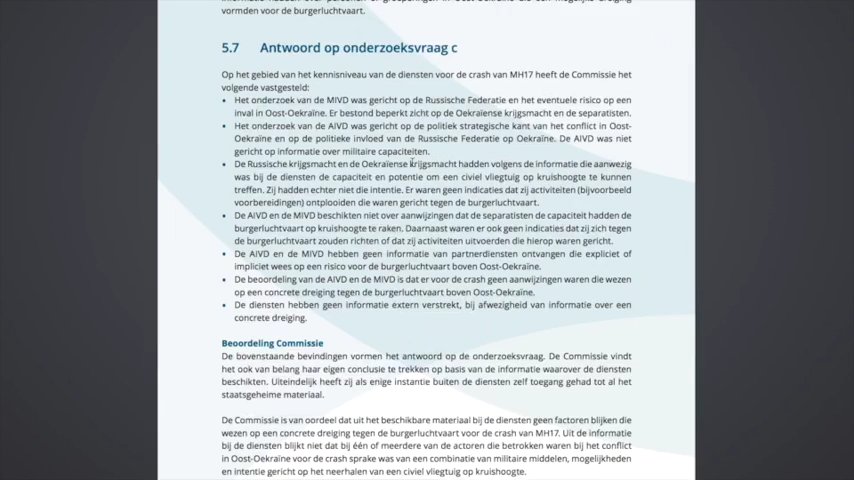 vormden voor de burgerluchtvaart.
5.7 Antwoord op onderzoeksvraag c
Op het gebied van het kennisniveau van de diensten voor de crash van MH17 heeft de Commissie het
volgende vastgesteld:
• Het onderzoek van de MIVD was gericht op de Russische Federatie en het eventuele risico op een
inval in Oost-Oekraïne. Er bestond beperkt zicht op de Oekraïense krijgsmacht en de separatisten.
• Het onderzoek van de AIVD was gericht op de politiek strategische kant van het conflict in Oost-
Oekraïne en op de politieke invloed van de Russische Federatie op Oekraïne. De AIVD was niet
gericht op informatie over militaire capaciteiten.
• De Russische krijgsmacht en de Oekraïense krijgsmacht hadden volgens de informatie die aanwezig
was bij de diensten de capaciteit en potentie om een civiel vliegtuig op kruishoogte te kunnen
treffen. Zij hadden echter niet die intentie. Er waren geen indicaties dat zij activiteiten (bijvoorbeeld
voorbereidingen) ontplooiden die waren gericht tegen de burgerluchtvaart.
• De AIVD en de MIVD beschikten niet over aanwijzingen dat de separatisten de capaciteit hadden de
burgerluchtvaart op kruishoogte te raken. Daarnaast waren er ook geen indicaties dat zij zich tegen
de burgerluchtvaart zouden richten of dat zij activiteiten uitvoerden die hierop waren gericht.
• De AIVD en de MIVD hebben geen informatie van partnerdiensten ontvangen die expliciet of
impliciet wees op een risico voor de burgerluchtvaart boven Oost-Oekraïne.
• De beoordeling van de AIVD en de MIVD is dat er voor de crash geen aanwijzingen waren die wezen
op een concrete dreiging tegen de burgerluchtvaart boven Oost-Oekraïne.
• De diensten hebben geen informatie extern verstrekt, bij afwezigheid van informatie over een
concrete dreiging.
Beoordeling Commissie
De bovenstaande bevindingen vormen het antwoord op de onderzoeksvraag. De Commissie vindt
het ook van belang haar eigen conclusie te trekken op basis van de informatie waarover de diensten
beschikten. Uiteindelijk heeft zij als enige instantie buiten de diensten zelf toegang gehad tot al het
staatsgeheime materiaal.
De Commissie is van oordeel dat uit het beschikbare materiaal bij de diensten geen factoren blijken die
wezen op een concrete dreiging tegen de burgerluchtvaart voor de crash van MH17. Uit de informatie
bij de diensten blijkt niet dat bij één of meerdere van de actoren die betrokken waren bij het conflict
in Oost-Oekraïne voor de crash sprake was van een combinatie van militaire middelen, mogelijkheden
en intentie gericht op het neerhalen van een civiel vliegtuig op kruishoogte.